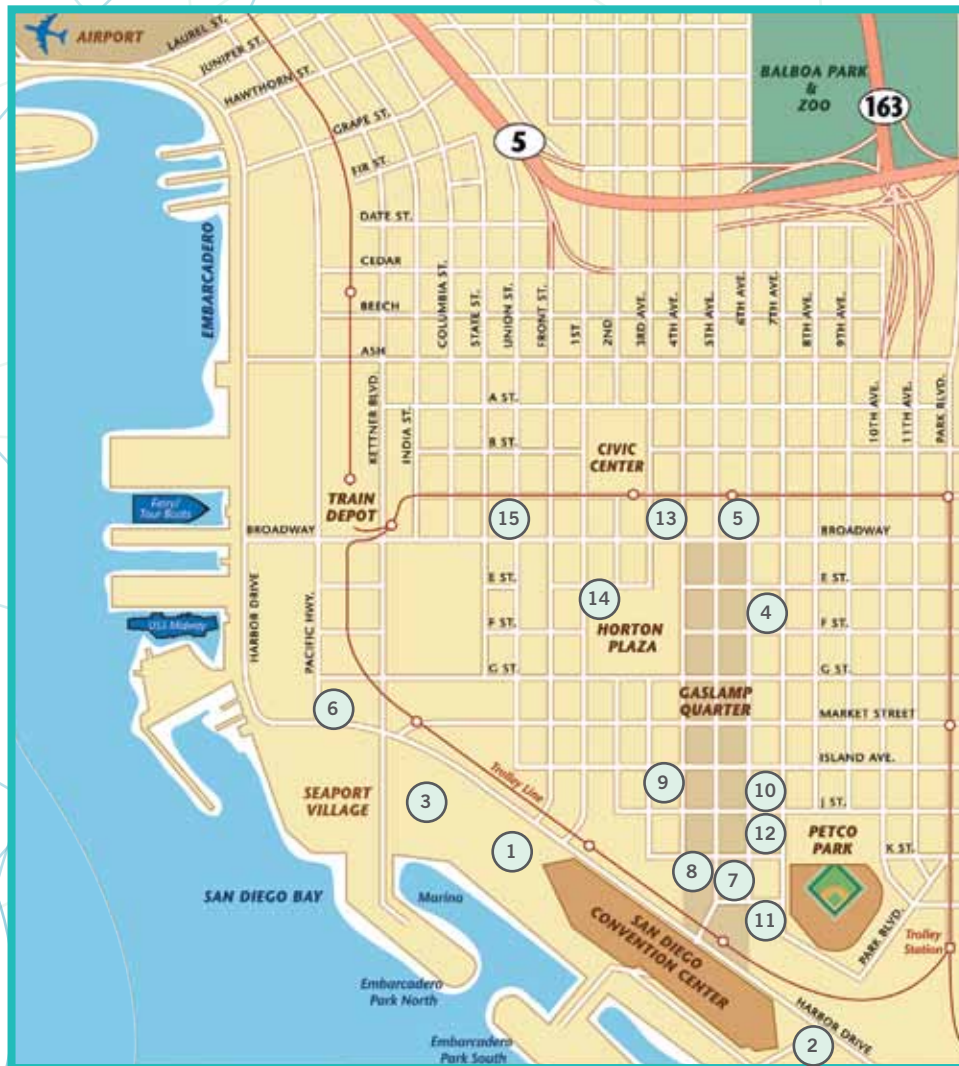 AIRPORT
LAUREL ST.
JUNIPER ST.
HAWTHORN ST.
GRAPE ST.
FIR ST.
DATE ST.
CEDAR
BEECH
ASH
5
163
BALBOA PARK
&
ZOO
EMBARCADERO
KETTNER BLVD.
INDIA ST.
COLUMBIA ST.
STATE ST.
UNION ST.
FRONT ST.
1ST
2ND
3RD AVE.
4TH AVE.
5TH AVE.
6TH AVE.
7TH AVE.
8TH AVE.
9TH AVE.
10TH AVE.
11TH AVE.
PARK BLVD.
A ST.
B ST.
CIVIC
CENTER
TRAIN
DEPOT
Ferry/
Tour Boats
15
13
5
BROADWAY
BROADWAY
HARBOR DRIVE
PACIFIC HWY.
E ST.
E ST.
14
4
USS Midway
F ST.
F ST.
HORTON
PLAZA
G ST.
G ST.
GASLAMP
QUARTER
6
MARKET STREET
ISLAND AVE.
Trolley Line
SEAPORT
VILLAGE
3
9
10
J ST.
12
PETCO
PARK
K ST.
1
8
7
11
SAN DIEGO BAY
Marina
SAN DIEGO
CONVENTION CENTER
PARK BLVD.
Trolley
Station
Embarcadero
Park North
HARBOR DRIVE
Embarcadero
Park South
2